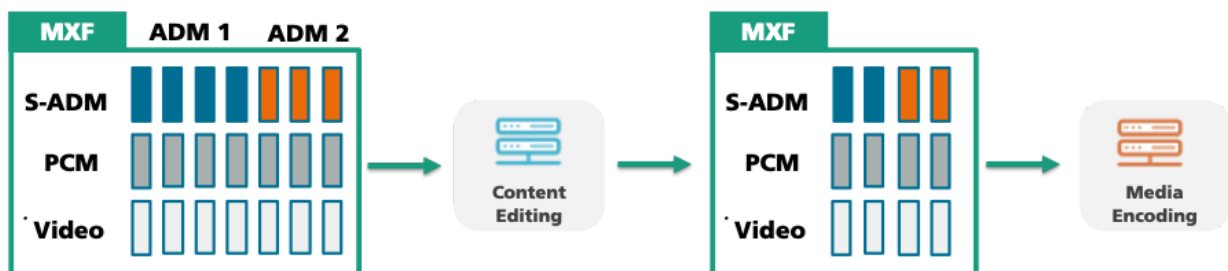 MXF
ADM 1
ADM 2
S-ADM
PCM
Video
Content
Editing
MXF
S-ADM
PCM
Video
Media
Encoding